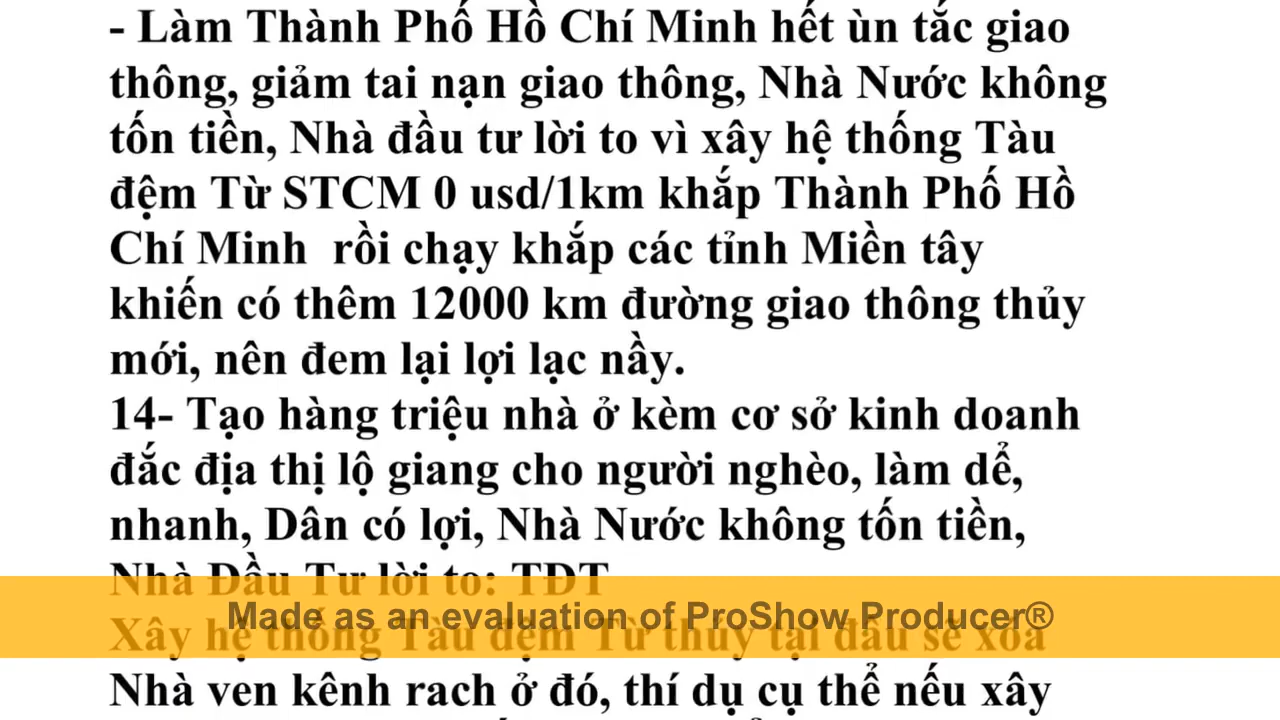 - Làm Thành Phố Hồ Chí Minh hết ùn tắc giao
thông, giảm tai nạn giao thông, Nhà Nước không
tốn tiền, Nhà đầu tư lời to vì xây hệ thống Tàu
đệm Từ STCM 0 usd/1km khắp Thành Phố Hồ
Chí Minh rồi chạy khắp các tỉnh Miền tây
khiến có thêm 12000 km đường giao thông thủy
mới, nên đem lại lợi lạc nầy.
14- Tạo hàng triệu nhà ở kèm cơ sở kinh doanh
đắc địa thị lộ giang cho người nghèo, làm dể,
nhanh, Dân có lợi, Nhà Nước không tốn tiền,
Nhà Đầu Tư lời to: TĐT
Made as an evaluation of ProShow Producer®
Xây hệ thống Tàu đệm Từ thủy tại đâu sẽ xóa
Nhà ven kênh rach ở đó, thí dụ cụ thể nếu xây